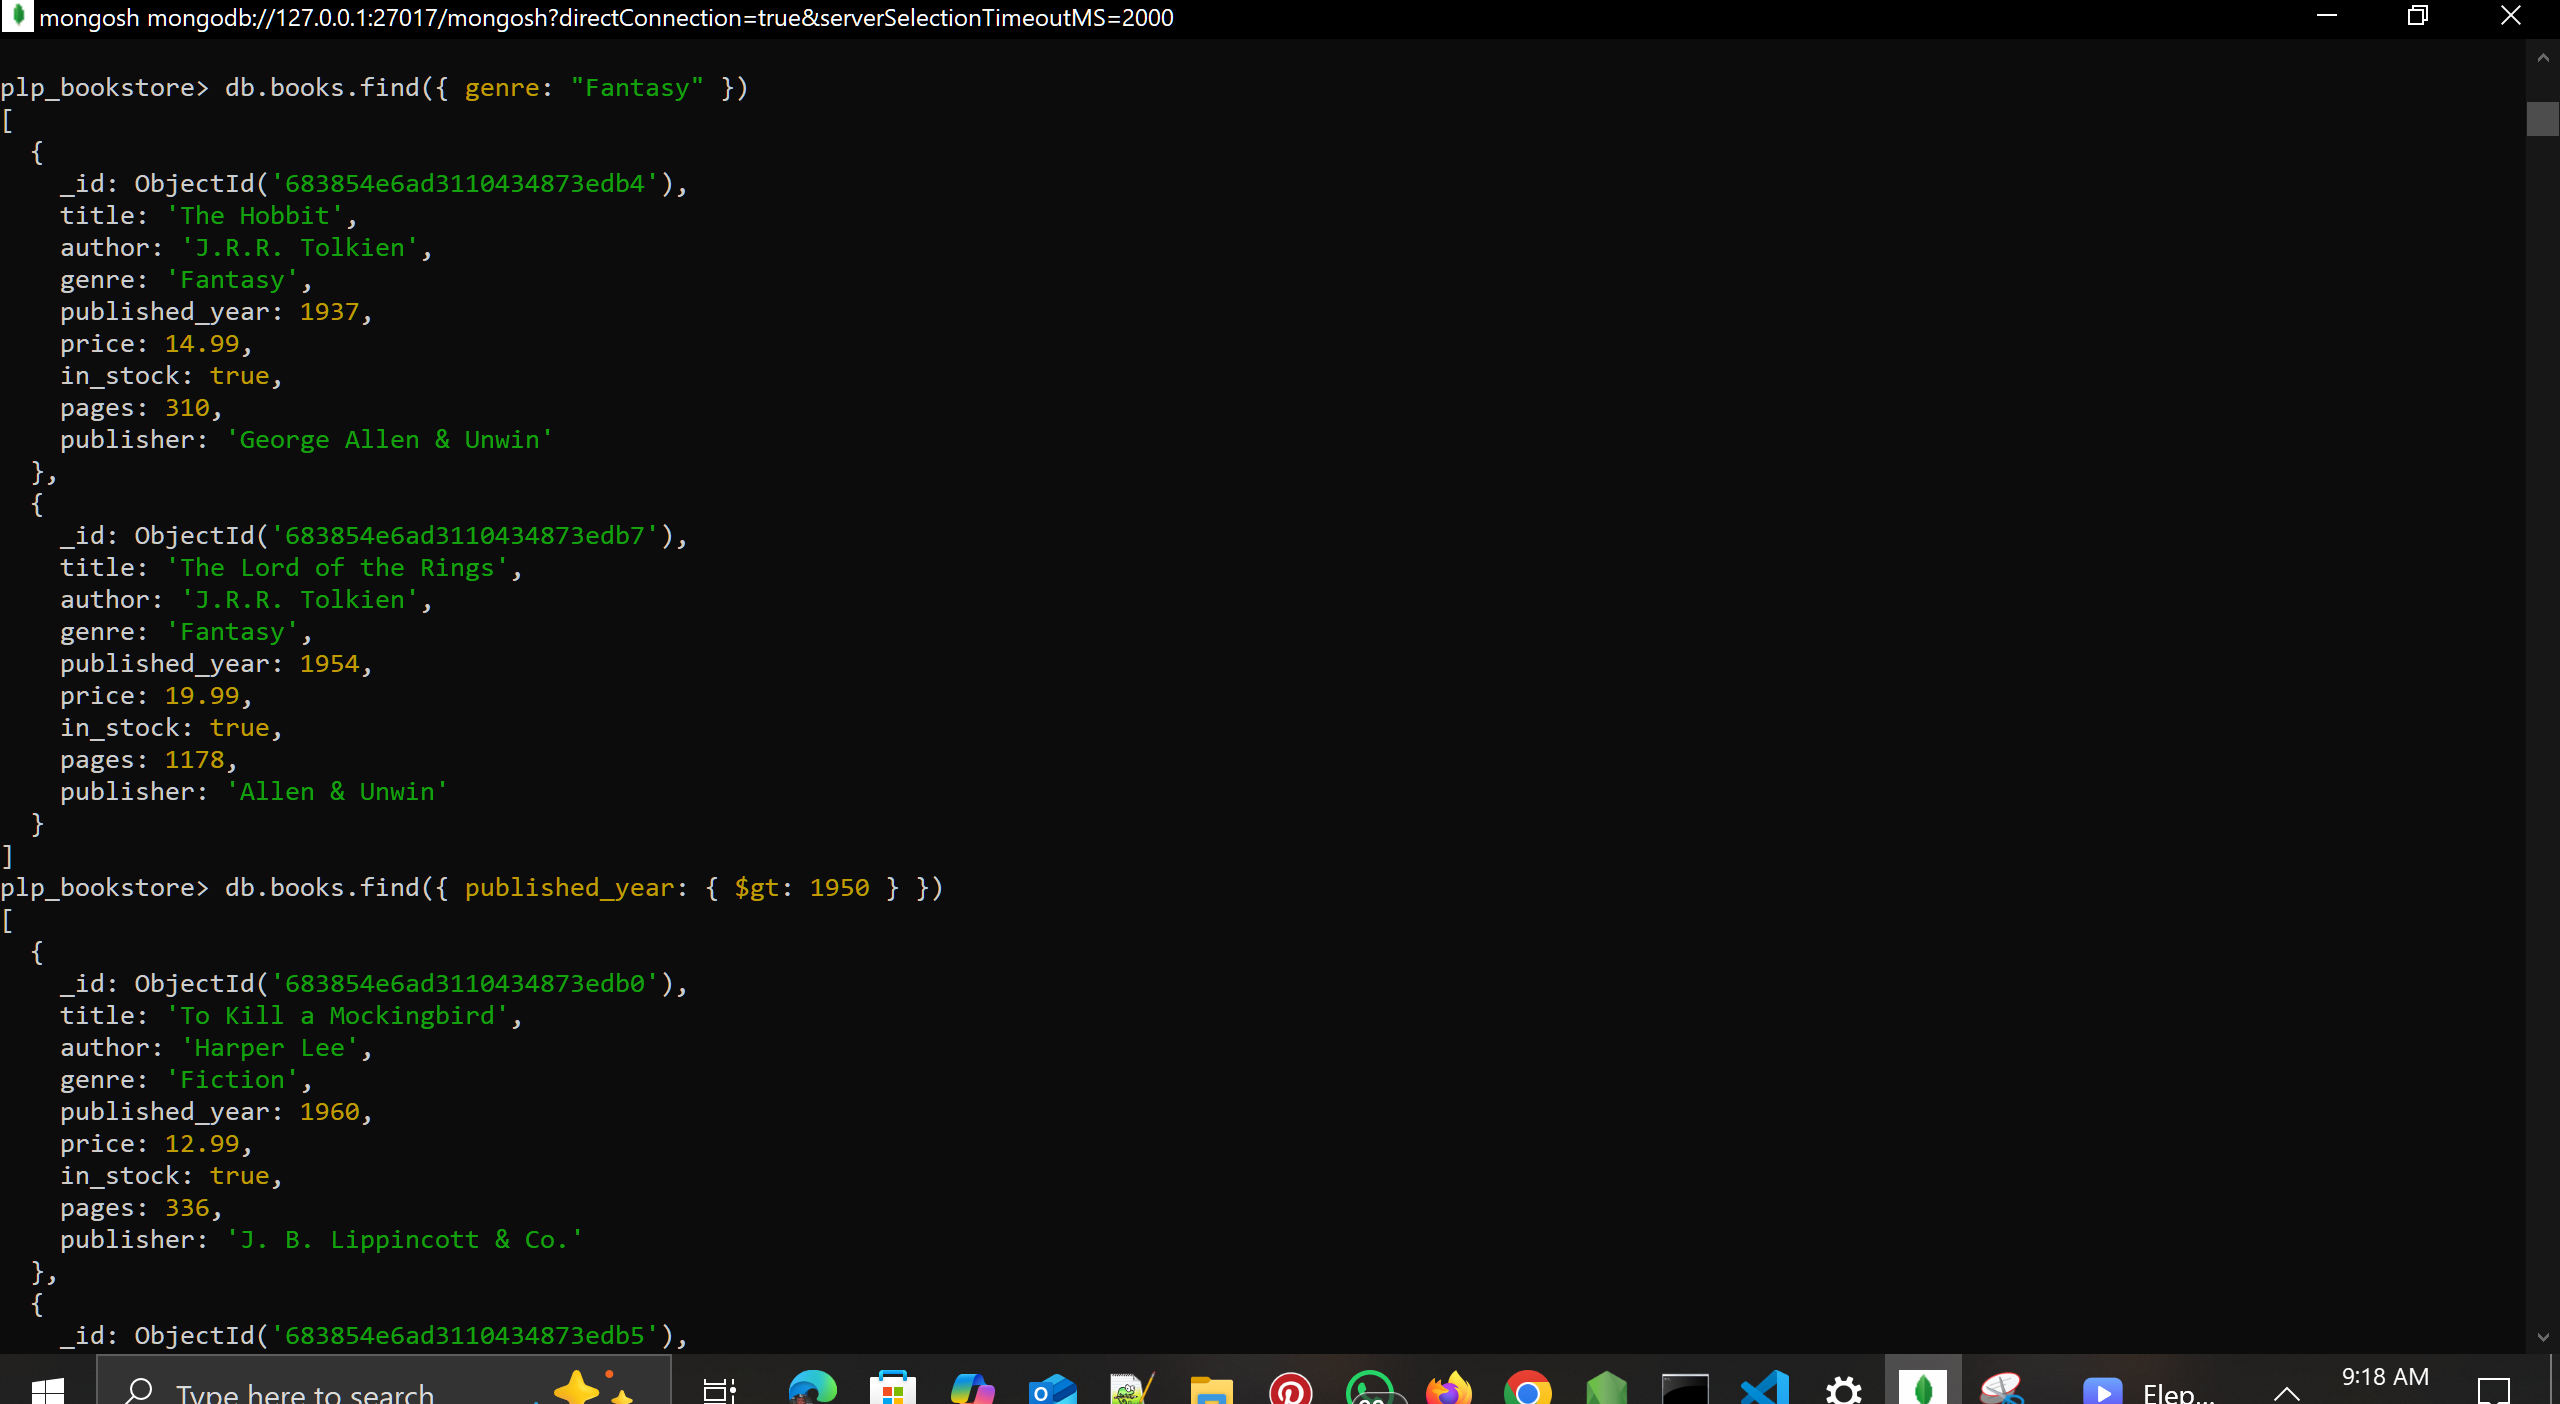 mongosh mongodb://127.0.0.1:27017/mongosh?directConnection=true&serverSelectionTimeoutMS=2000
plp_bookstore> db.books.find({ genre: "Fantasy" })
[
  {
    _id: ObjectId('683854e6ad3110434873edb4'),
    title: 'The Hobbit',
    author: 'J.R.R. Tolkien',
    genre: 'Fantasy',
    published_year: 1937,
    price: 14.99,
    in_stock: true,
    pages: 310,
    publisher: 'George Allen & Unwin'
  },
  {
    _id: ObjectId('683854e6ad3110434873edb7'),
    title: 'The Lord of the Rings',
    author: 'J.R.R. Tolkien',
    genre: 'Fantasy',
    published_year: 1954,
    price: 19.99,
    in_stock: true,
    pages: 1178,
    publisher: 'Allen & Unwin'
  }
]
plp_bookstore> db.books.find({ published_year: { $gt: 1950 } })
[
  {
    _id: ObjectId('683854e6ad3110434873edb0'),
    title: 'To Kill a Mockingbird',
    author: 'Harper Lee',
    genre: 'Fiction',
    published_year: 1960,
    price: 12.99,
    in_stock: true,
    pages: 336,
    publisher: 'J. B. Lippincott & Co.'
  },
  {
    _id: ObjectId('683854e6ad3110434873edb5'),
Type here to search
Elep...
9:18 AM